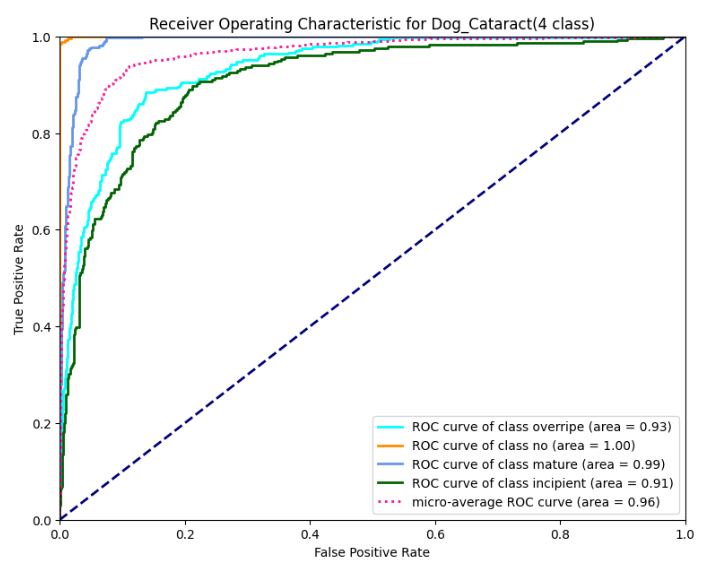 Receiver Operating Characteristic for Dog_Cataract(4 class)
1.0
0.8
0.6
0.4
0.2
0.0
True Positive Rate
ROC curve of class overripe (area = 0.93)
ROC curve of class no (area = 1.00)
ROC curve of class mature (area = 0.99)
ROC curve of class incipient (area = 0.91)
micro-average ROC curve (area = 0.96)
0.0 0.2 0.4 0.6 0.8 1.0
False Positive Rate